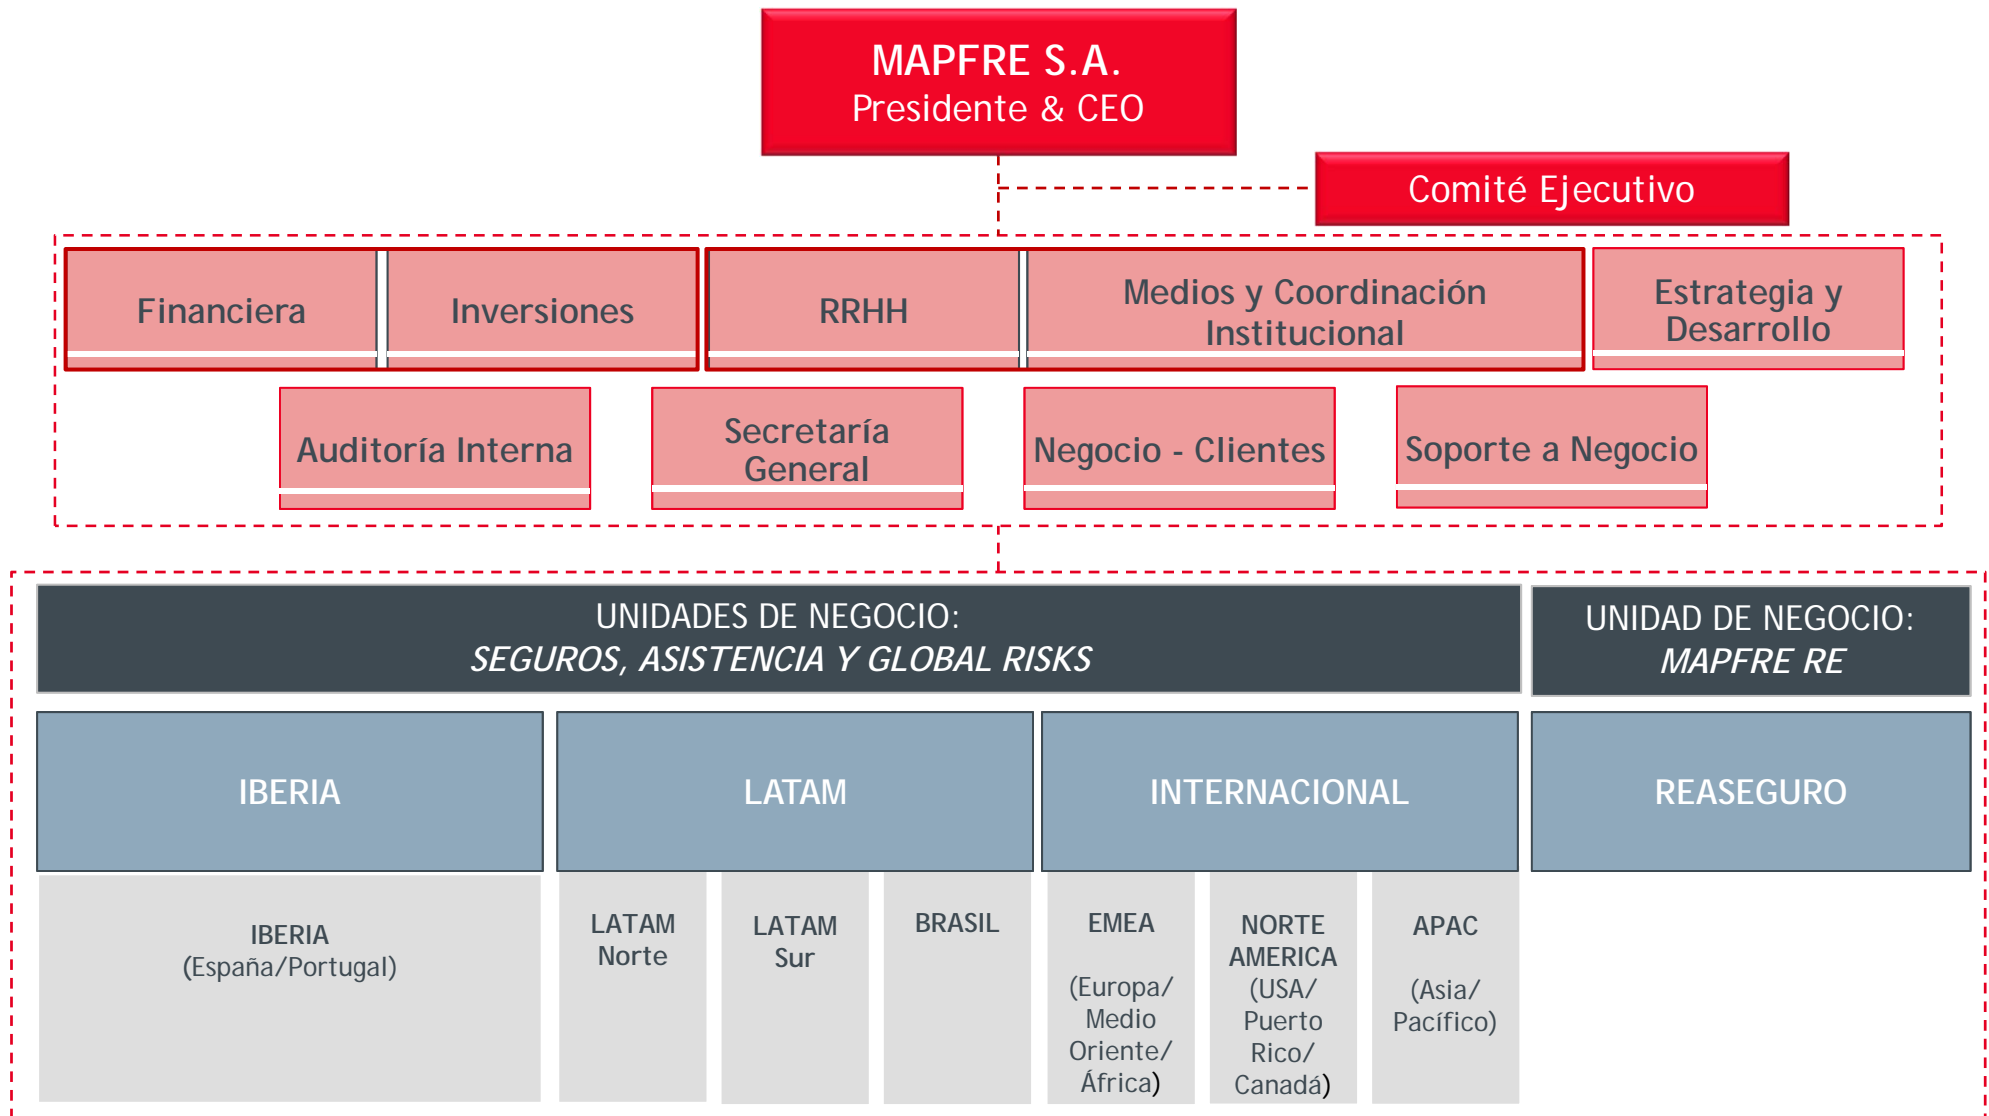 MAPFRE S.A.
Presidente & CEO
Comité Ejecutivo
Financiera
Inversiones
RRHH
Medios y Coordinación
Institucional
Estrategia y
Desarrollo
Auditoría Interna
Secretaría
General
Negocio - Clientes
Soporte a Negocio
UNIDADES DE NEGOCIO:
SEGUROS, ASISTENCIA Y GLOBAL RISKS
UNIDAD DE NEGOCIO:
MAPFRE RE
IBERIA
LATAM
INTERNACIONAL
REASEGURO
IBERIA
(España/Portugal)
LATAM
Norte
LATAM
Sur
BRASIL
EMEA
(Europa/
Medio
Oriente/
África)
NORTE
AMERICA
(USA/
Puerto
Rico/
Canadá)
APAC
(Asia/
Pacífico)